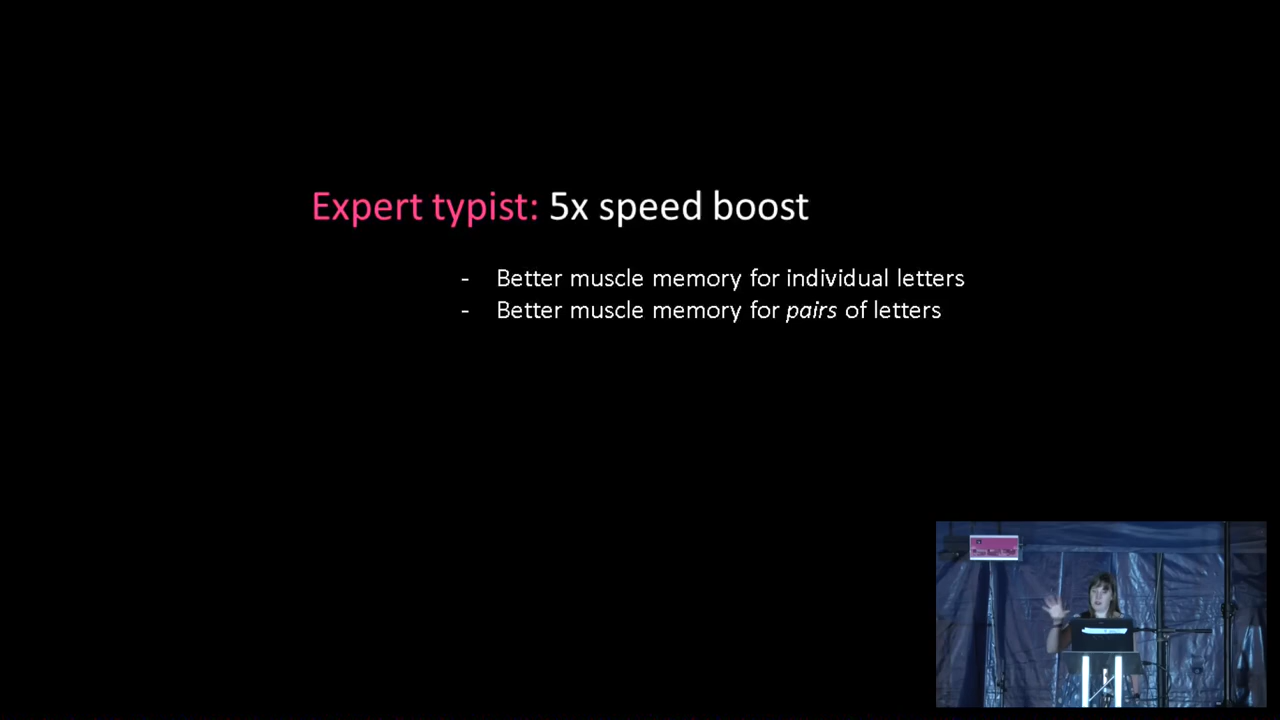 Expert typist: 5x speed boost
- Better muscle memory for individual letters
- Better muscle memory for pairs of letters